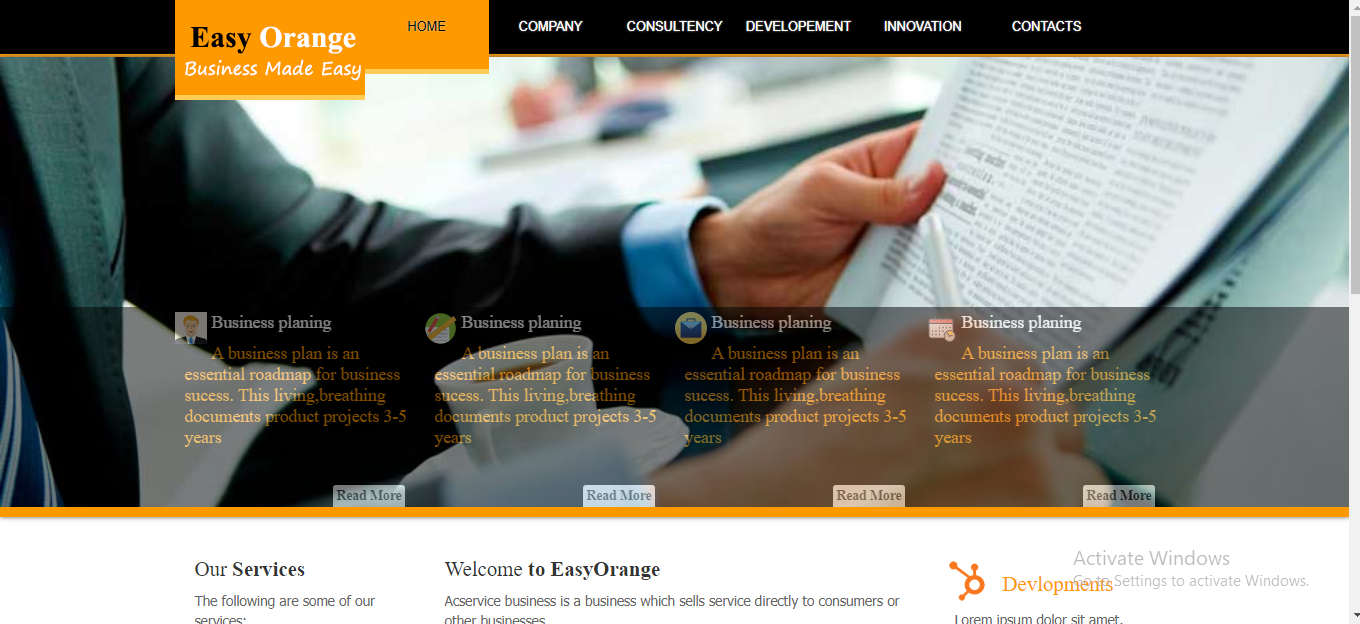 Easy Orange
Business Made Easy
HOME
COMPANY
CONSULTENCY
DEVELOPEMENT
INNOVATION
CONTACTS
Business planing
A business plan is an
essential roadmap for business
sucess. This living,breathing
documents product projects 3-5
years
Read More
Business planing
A business plan is an
essential roadmap for business
sucess. This living,breathing
documents product projects 3-5
years
Read More
Business planing
A business plan is an
essential roadmap for business
sucess. This living,breathing
documents product projects 3-5
years
Read More
Business planing
A business plan is an
essential roadmap for business
sucess. This living,breathing
documents product projects 3-5
years
Read More
Our Services
The following are some of our
services:
Welcome to EasyOrange
Acservice business is a business which sells service directly to consumers or
other businesses
Devlopments
Lorem ipsum dolor sit amet,
Activate Windows
Go to Settings to activate Windows.